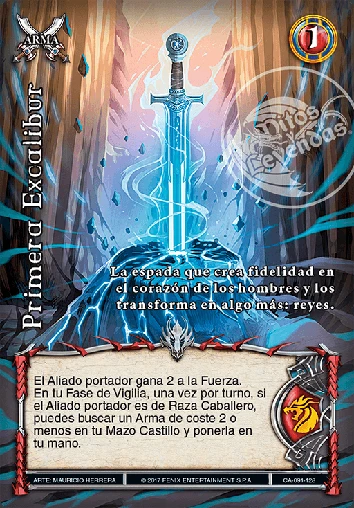 ARMA
1
Mitos
Leyendas
Primera Excalibur
La espada que crea fidelidad en
el corazón de los hombres y los
transforma en algo más: reyes.
El Aliado portador gana 2 a la Fuerza.
En tu Fase de Vigilia, una vez por turno, si
el Aliado portador es de Raza Caballero,
puedes buscar un Arma de coste 2 o
menos en tu Mazo Castillo y ponerla en
tu mano.
ARTE: MAURICIO HERRERA
© 2017 FENIX ENTERTAINMENT S.P.A.